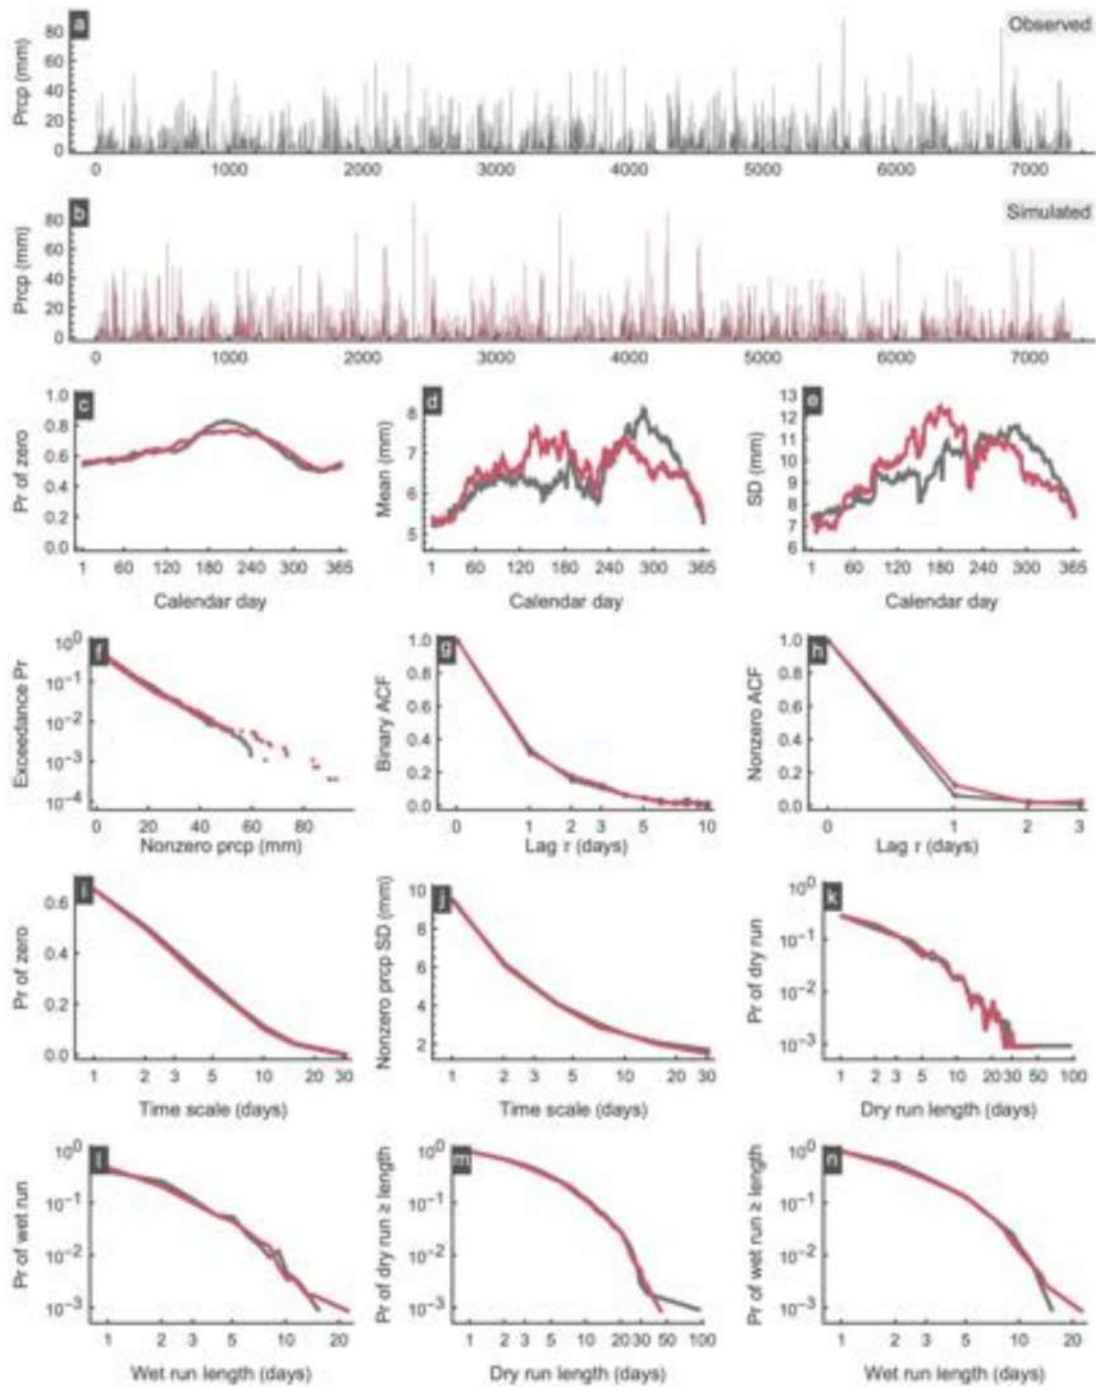 a Observed
Prcp (mm)
80
60
40
20
0
0 1000 2000 3000 4000 5000 6000 7000
b Simulated
Prcp (mm)
80
60
40
20
0
0 1000 2000 3000 4000 5000 6000 7000
c
Pr of zero
1.0
0.8
0.6
0.4
0.2
0.0
1 60 120 180 240 300 365
Calendar day
d
Mean (mm)
8
7
6
5
1 60 120 180 240 300 365
Calendar day
e
SD (mm)
13
12
11
10
9
8
7
6
1 60 120 180 240 300 365
Calendar day
f
Exceedance Pr
10^0
10^-1
10^-2
10^-3
10^-4
0 20 40 60 80
Nonzero prcp (mm)
g
Binary ACF
1.0
0.8
0.6
0.4
0.2
0.0
0 1 2 3 5 10
Lag τ (days)
h
Nonzero ACF
1.0
0.8
0.6
0.4
0.2
0.0
0 1 2 3
Lag τ (days)
i
Pr of zero
0.6
0.4
0.2
0.0
1 2 3 5 10 20 30
Time scale (days)
j
Nonzero prcp SD (mm)
10
8
6
4
2
1 2 3 5 10 20 30
Time scale (days)
k
Pr of dry run
10^0
10^-1
10^-2
10^-3
1 2 3 5 10 20 30 50 100
Dry run length (days)
l
Pr of wet run
10^0
10^-1
10^-2
10^-3
1 2 3 5 10 20
Wet run length (days)
m
Pr of dry run ≥ length
10^0
10^-1
10^-2
10^-3
1 2 3 5 10 20 30 50 100
Dry run length (days)
n
Pr of wet run ≥ length
10^0
10^-1
10^-2
10^-3
1 2 3 5 10 20
Wet run length (days)